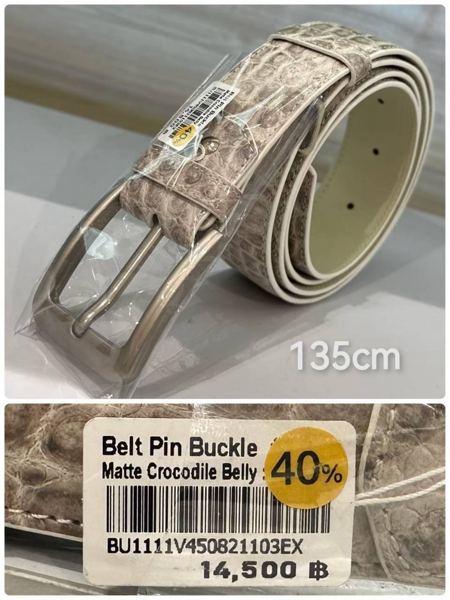 135cm
Belt Pin Buckle
40%
Matte Crocodile Belly :
BU1111V450821103EX
14,500 ฿